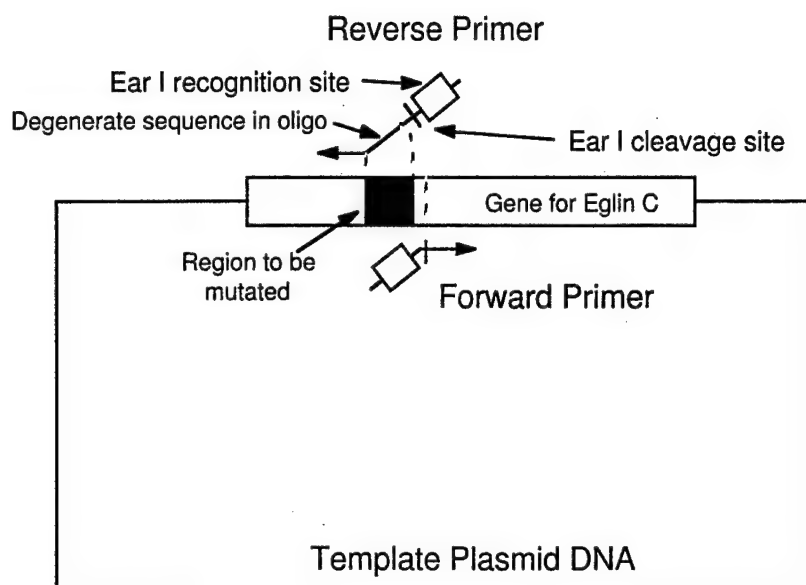 Reverse Primer
Ear I recognition site
Degenerate sequence in oligo
Ear I cleavage site
Gene for Eglin C
Region to be
mutated
Forward Primer
Template Plasmid DNA